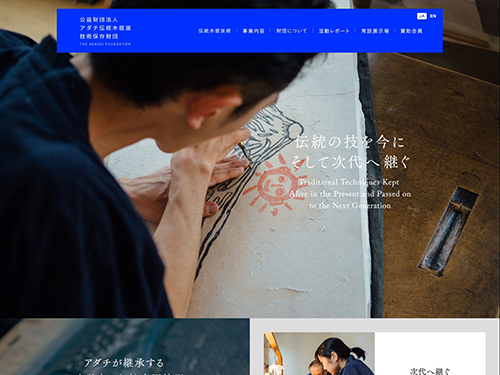 公益財団法人
アダチ伝統木版画
技術保存財団
THE ADACHI FOUNDATION
JA EN
伝統木版技術 事業内容 財団について 活動レポート 常設展示場 賛助会員
伝統の技を今に
そして次代へ継ぐ
Traditional Techniques Kept
Alive in the Present and Passed on
to the Next Generation
アダチが継承する
次代へ継ぐ